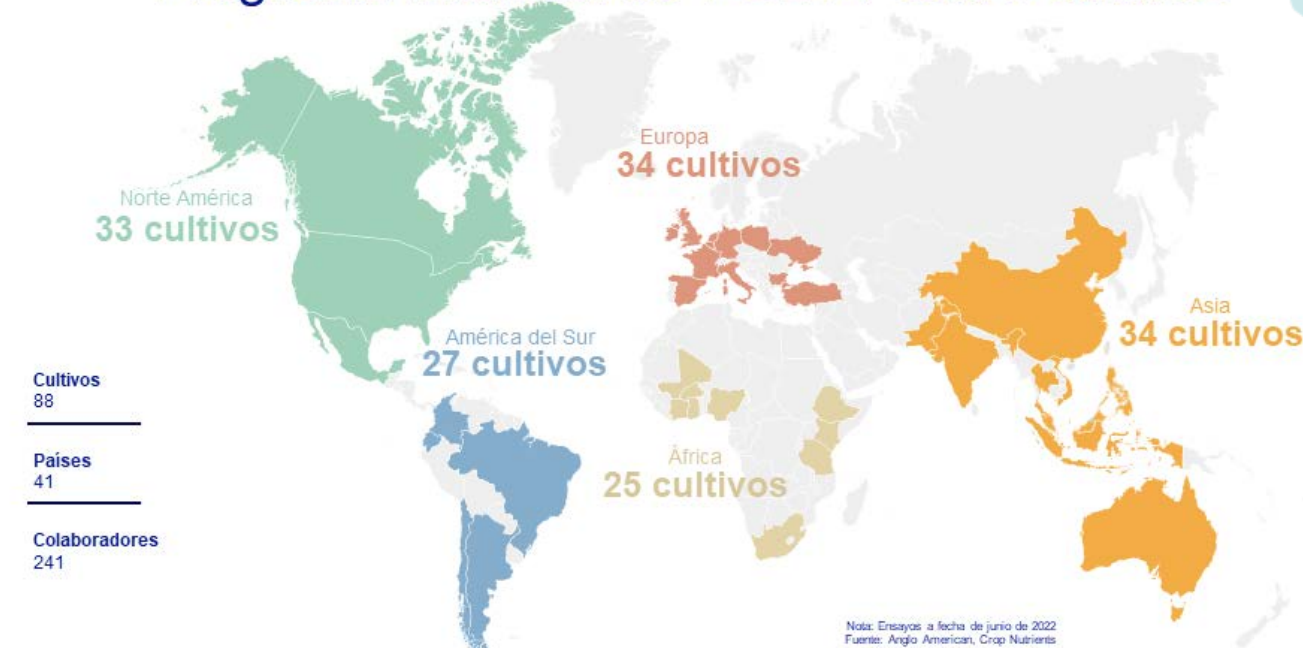 Norte América
33 cultivos
Europa
34 cultivos
Asia
34 cultivos
América del Sur
27 cultivos
África
25 cultivos
Cultivos
88
Países
41
Colaboradores
241
Nota: Ensayos a fecha de junio de 2022
Fuente: Anglo American, Crop Nutrients